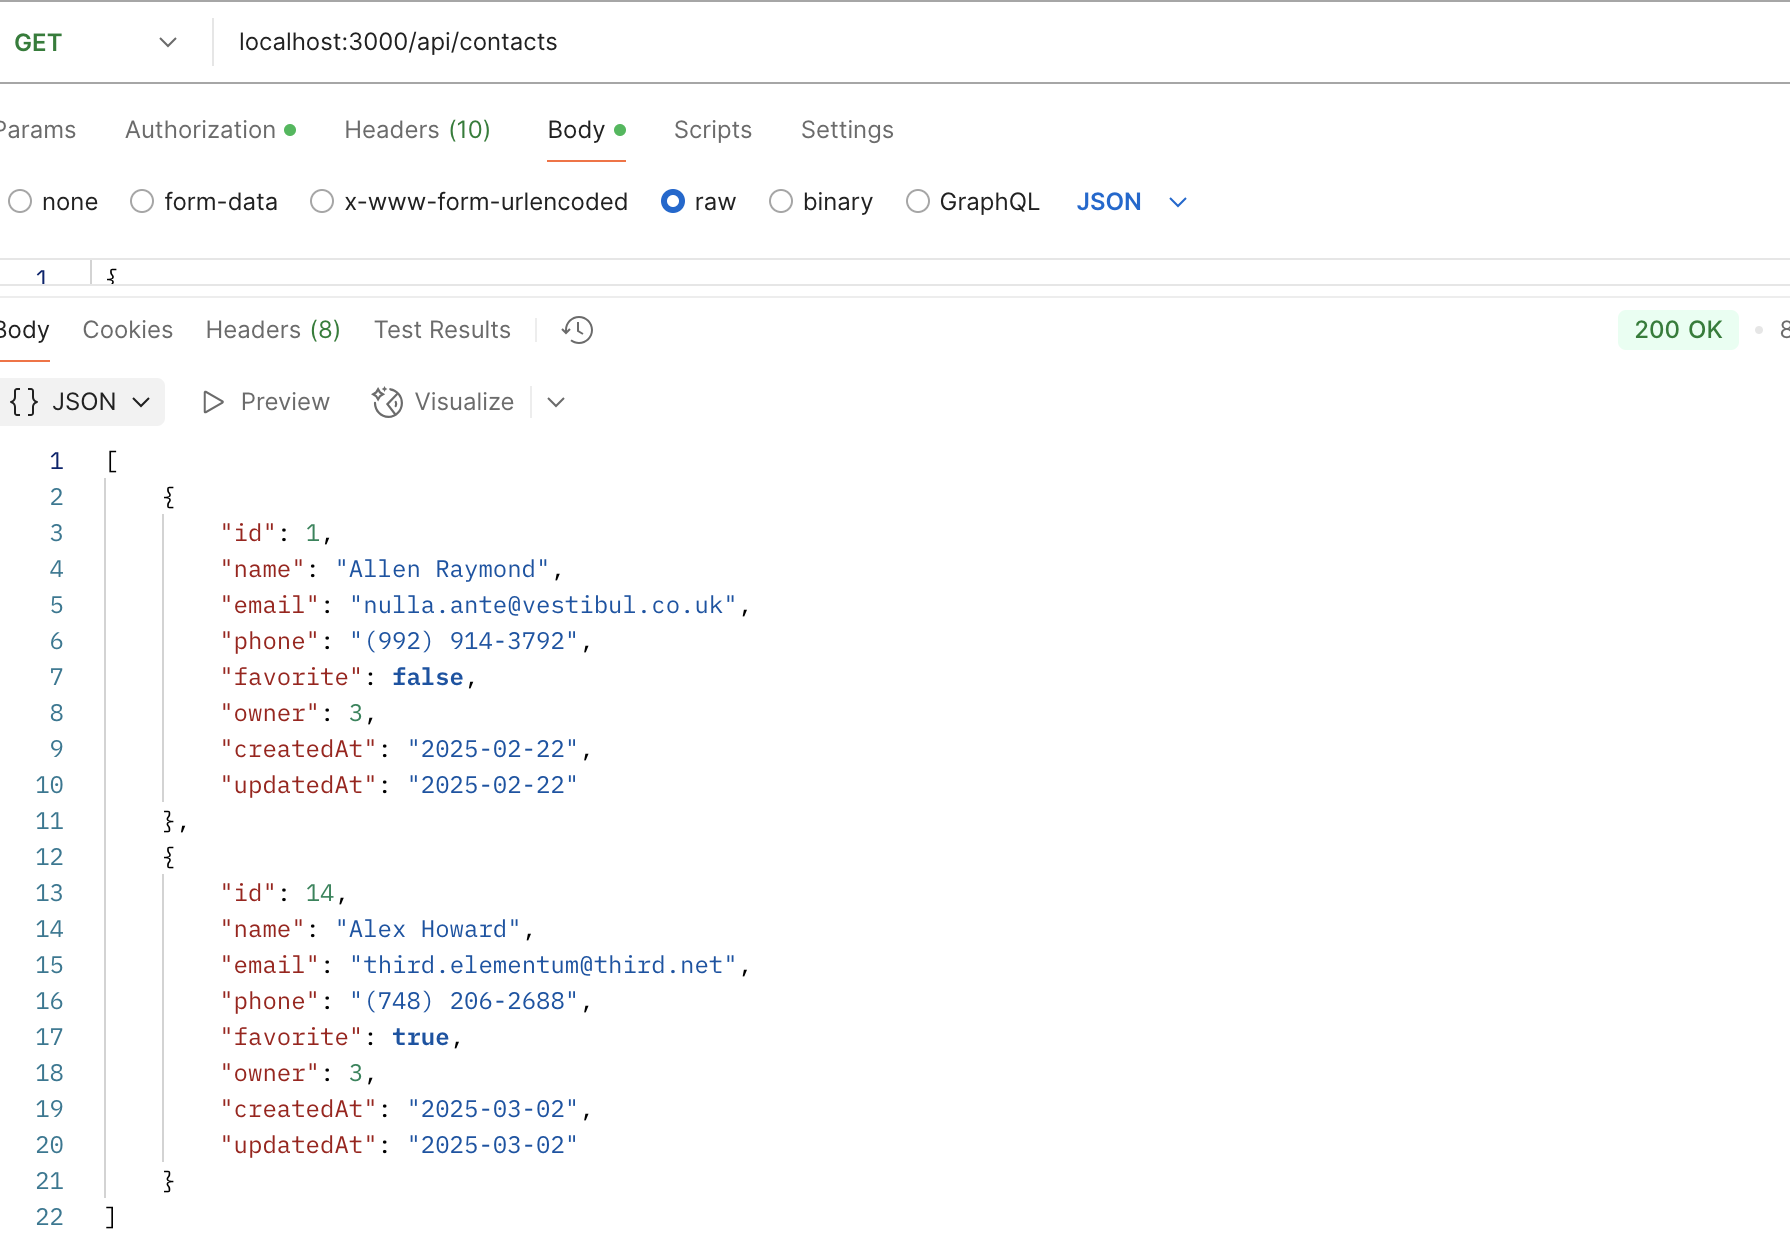 GET localhost:3000/api/contacts
Params Authorization Headers (10) Body Scripts Settings
none form-data x-www-form-urlencoded raw binary GraphQL JSON
1 {
Body Cookies Headers (8) Test Results 200 OK
{} JSON Preview Visualize
1 [
2 {
3 "id": 1,
4 "name": "Allen Raymond",
5 "email": "nulla.ante@vestibul.co.uk",
6 "phone": "(992) 914-3792",
7 "favorite": false,
8 "owner": 3,
9 "createdAt": "2025-02-22",
10 "updatedAt": "2025-02-22"
11 },
12 {
13 "id": 14,
14 "name": "Alex Howard",
15 "email": "third.elementum@third.net",
16 "phone": "(748) 206-2688",
17 "favorite": true,
18 "owner": 3,
19 "createdAt": "2025-03-02",
20 "updatedAt": "2025-03-02"
21 }
22 ]